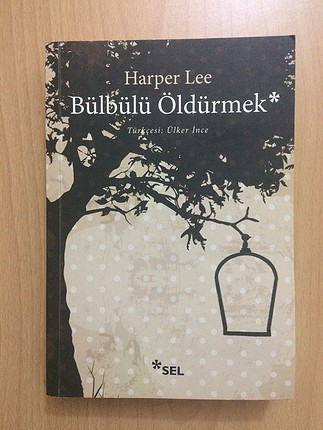 Harper Lee
Bülbülü Öldürmek*
Türkçesi: Ülker İnce
*SEL